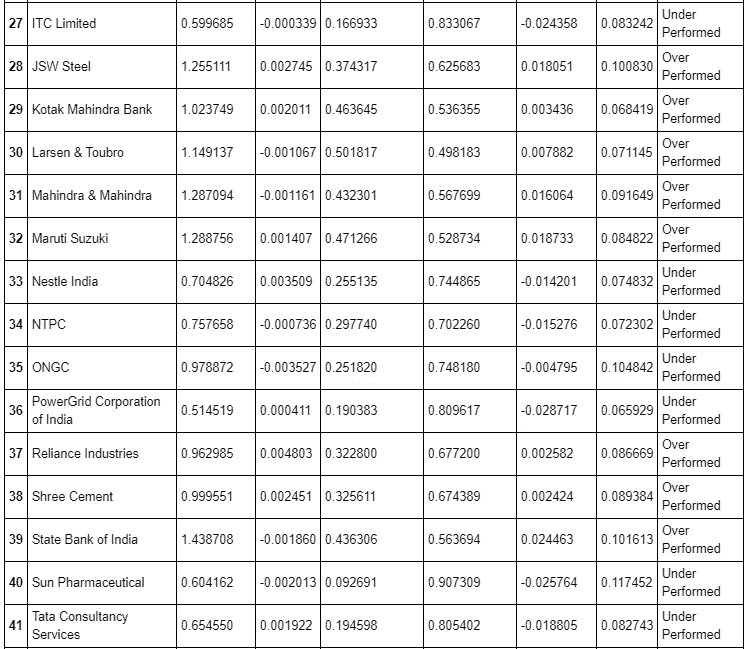 27 ITC Limited 0.599685 -0.000339 0.166933 0.833067 -0.024358 0.083242 Under Performed
28 JSW Steel 1.255111 0.002745 0.374317 0.625683 0.018051 0.100830 Over Performed
29 Kotak Mahindra Bank 1.023749 0.002011 0.463645 0.536355 0.003436 0.068419 Over Performed
30 Larsen & Toubro 1.149137 -0.001067 0.501817 0.498183 0.007882 0.071145 Over Performed
31 Mahindra & Mahindra 1.287094 -0.001161 0.432301 0.567699 0.016064 0.091649 Over Performed
32 Maruti Suzuki 1.288756 0.001407 0.471266 0.528734 0.018733 0.084822 Over Performed
33 Nestle India 0.704826 0.003509 0.255135 0.744865 -0.014201 0.074832 Under Performed
34 NTPC 0.757658 -0.000736 0.297740 0.702260 -0.015276 0.072302 Under Performed
35 ONGC 0.978872 -0.003527 0.251820 0.748180 -0.004795 0.104842 Under Performed
36 PowerGrid Corporation of India 0.514519 0.000411 0.190383 0.809617 -0.028717 0.065929 Under Performed
37 Reliance Industries 0.962985 0.004803 0.322800 0.677200 0.002582 0.086669 Over Performed
38 Shree Cement 0.999551 0.002451 0.325611 0.674389 0.002424 0.089384 Over Performed
39 State Bank of India 1.438708 -0.001860 0.436306 0.563694 0.024463 0.101613 Over Performed
40 Sun Pharmaceutical 0.604162 -0.002013 0.092691 0.907309 -0.025764 0.117452 Under Performed
41 Tata Consultancy Services 0.654550 0.001922 0.194598 0.805402 -0.018805 0.082743 Under Performed